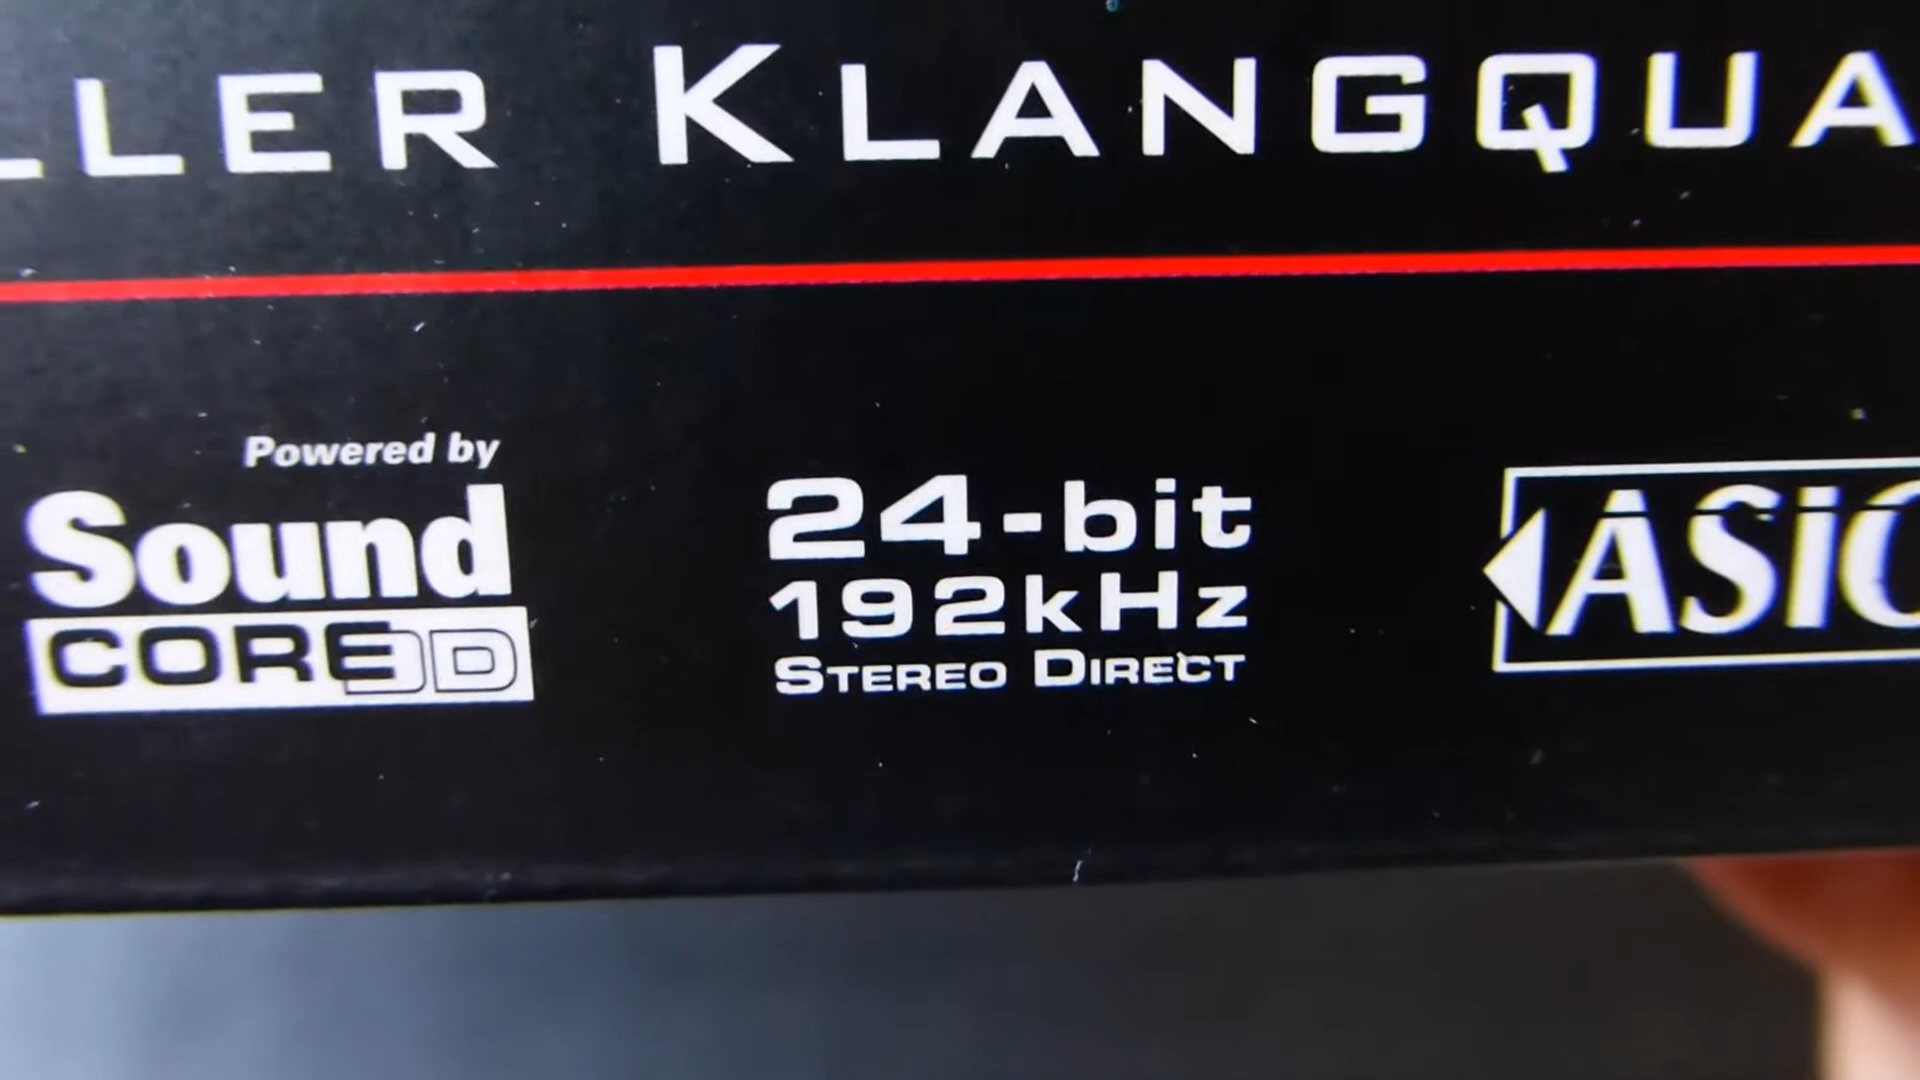 LLER KLANGQUA
Powered by
Sound
CORE3D
24-bit
192kHz
STEREO DIRECT
ASiO